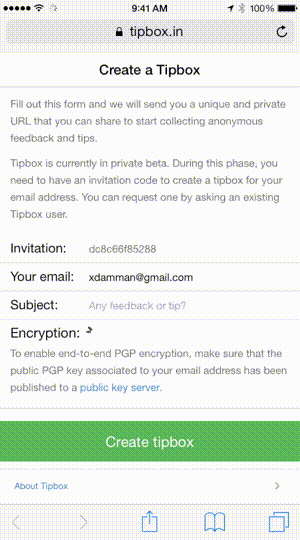 9:41 AM 100%
tipbox.in
Create a Tipbox
Fill out this form and we will send you a unique and private
URL that you can share to start collecting anonymous
feedback and tips.
Tipbox is currently in private beta. During this phase, you
need to have an invitation code to create a tipbox for your
email address. You can request one by asking an existing
Tipbox user.
Invitation: dc8c66f85288
Your email: xdamman@gmail.com
Subject: Any feedback or tip?
Encryption:
To enable end-to-end PGP encryption, make sure that the
public PGP key associated to your email address has been
published to a public key server.
Create tipbox
About Tipbox